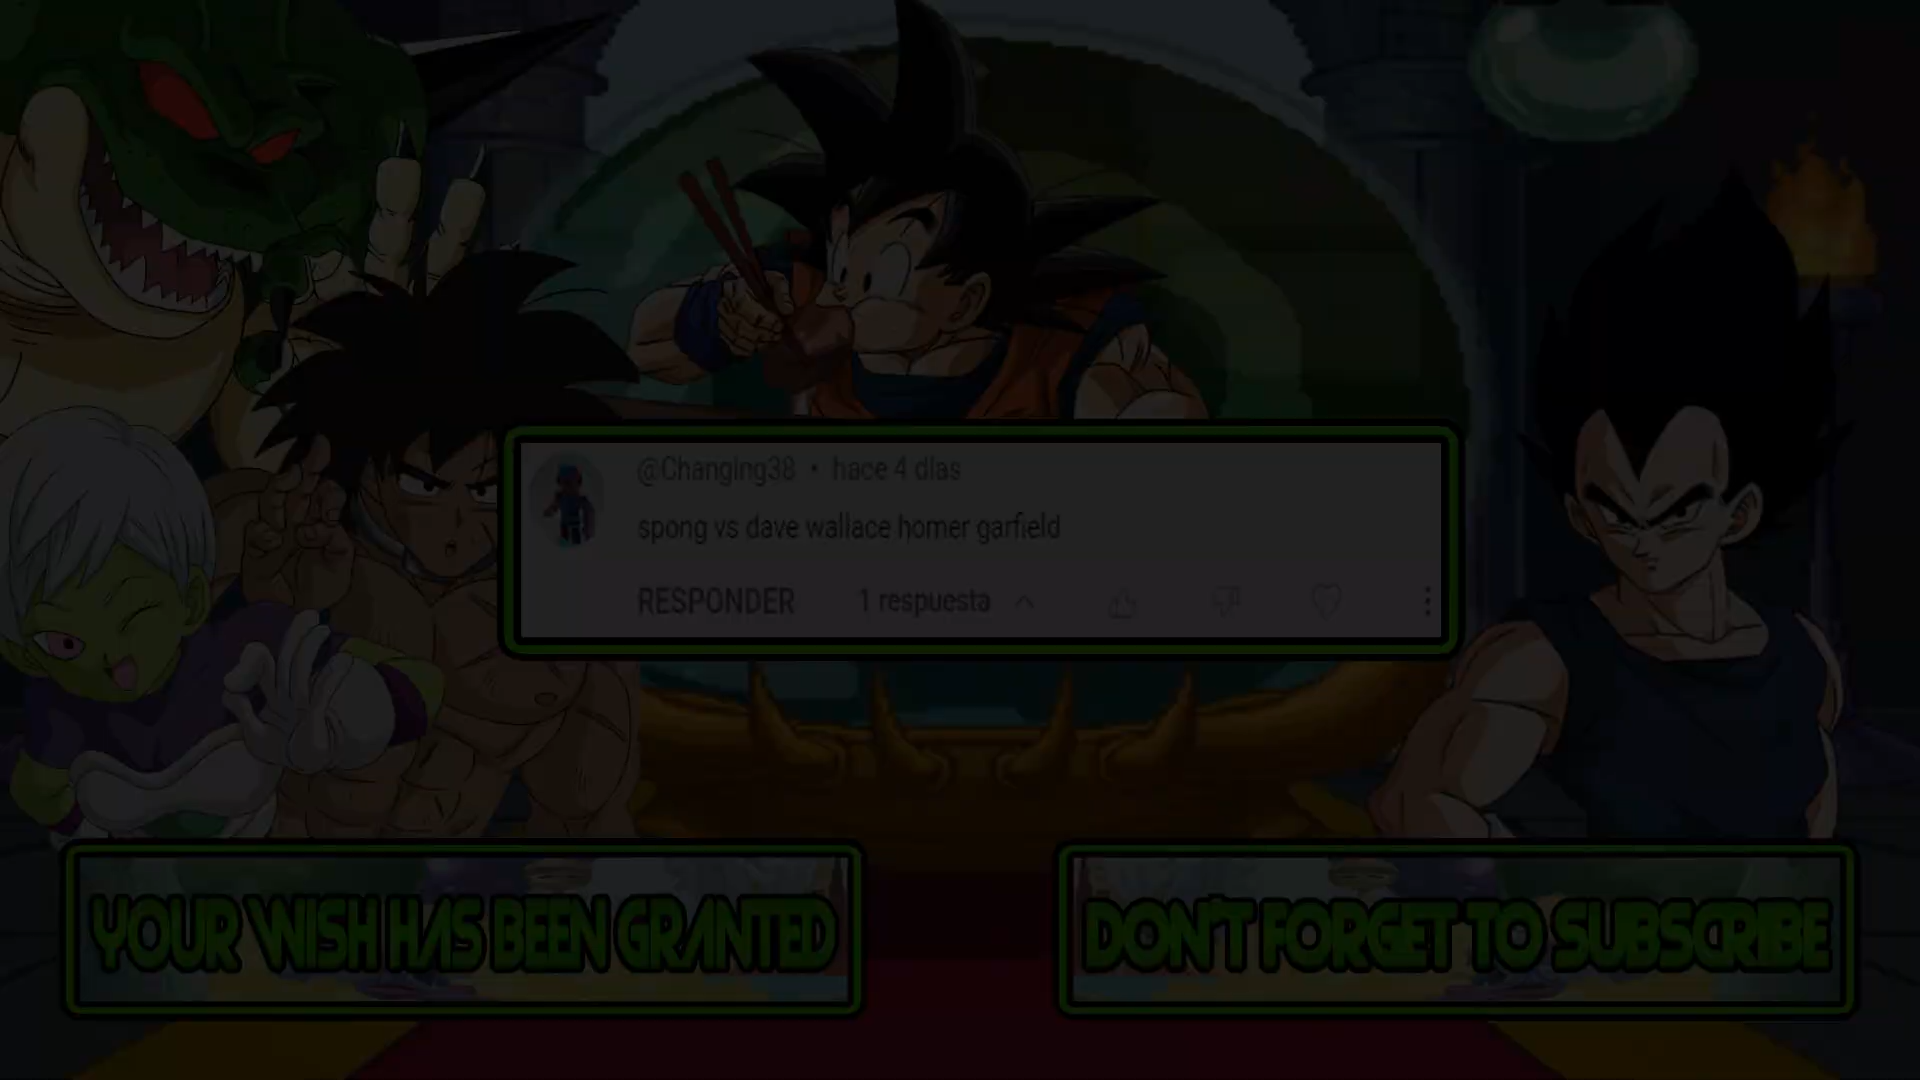 @Changing38 • hace 4 dias
spong vs dave wallace homer garfield
RESPONDER 1 respuesta
YOUR WISH HAS BEEN GRANTED
DON'T FORGET TO SUBSCRIBE